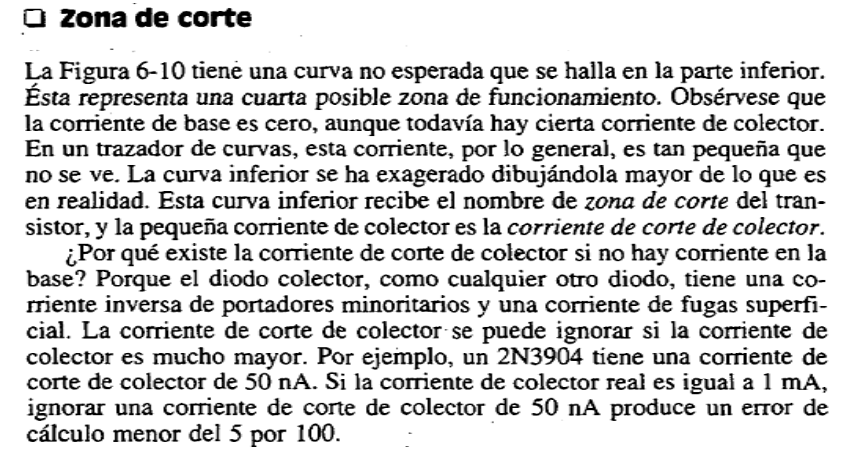 ❏ Zona de corte
La Figura 6-10 tiene una curva no esperada que se halla en la parte inferior.
Ésta representa una cuarta posible zona de funcionamiento. Obsérvese que
la corriente de base es cero, aunque todavía hay cierta corriente de colector.
En un trazador de curvas, esta corriente, por lo general, es tan pequeña que
no se ve. La curva inferior se ha exagerado dibujándola mayor de lo que es
en realidad. Esta curva inferior recibe el nombre de zona de corte del tran-
sistor, y la pequeña corriente de colector es la corriente de corte de colector.
¿Por qué existe la corriente de corte de colector si no hay corriente en la
base? Porque el diodo colector, como cualquier otro diodo, tiene una co-
rriente inversa de portadores minoritarios y una corriente de fugas superfi-
cial. La corriente de corte de colector se puede ignorar si la corriente de
colector es mucho mayor. Por ejemplo, un 2N3904 tiene una corriente de
corte de colector de 50 nA. Si la corriente de colector real es igual a 1 mA,
ignorar una corriente de corte de colector de 50 nA produce un error de
cálculo menor del 5 por 100.